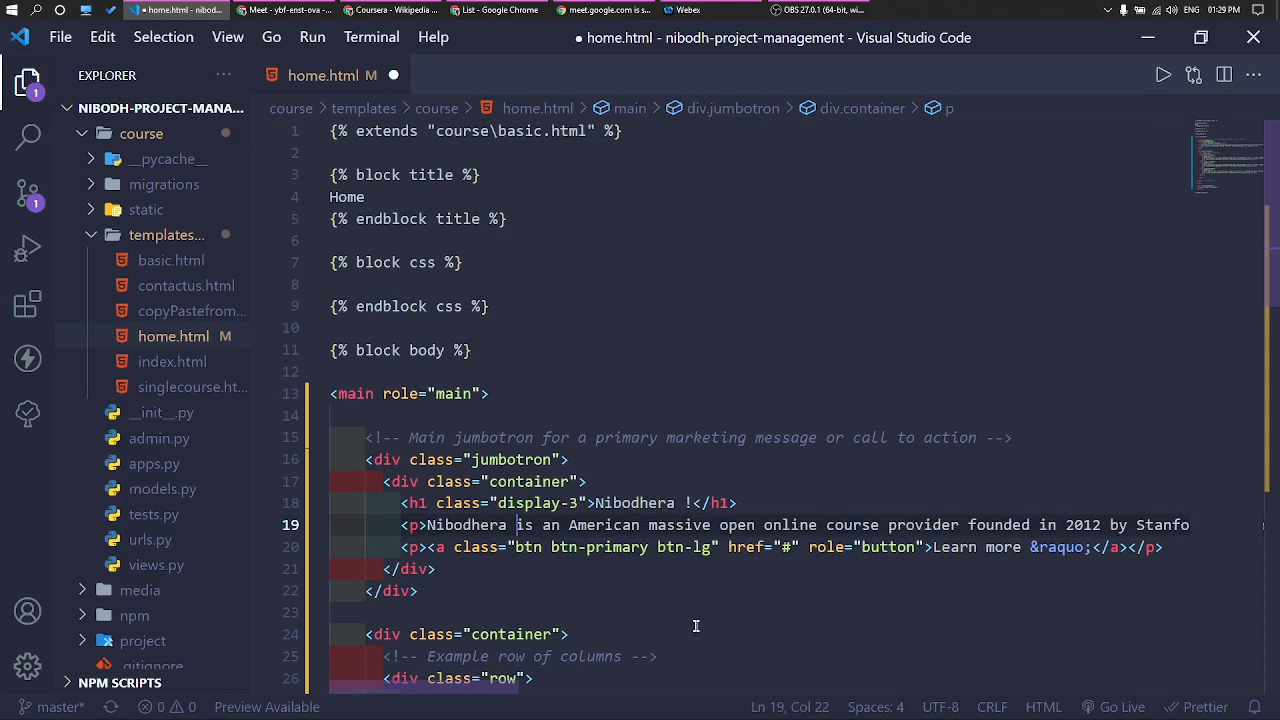 home.html - nibod...
Meet - ybf-enst-ova - ...
Coursera - Wikipedia ...
List - Google Chrome
meet.google.com is s...
Webex
OBS 27.0.1 (64-bit, w...
ENG
01:29 PM
File Edit Selection View Go Run Terminal Help
● home.html - nibodh-project-management - Visual Studio Code
EXPLORER ...
home.html M
NIBODH-PROJECT-MANA...
course > templates > course > home.html > main > div.jumbotron > div.container > p
course
__pycache__
migrations
static
templates...
basic.html
contactus.html
copyPastefrom...
home.html M
index.html
singlecourse.ht...
__init__.py
admin.py
apps.py
models.py
tests.py
urls.py
views.py
media
npm
project
.gitignore
NPM SCRIPTS
1
1
1 {% extends "course\basic.html" %}
2
3 {% block title %}
4 Home
5 {% endblock title %}
6
7 {% block css %}
8
9 {% endblock css %}
10
11 {% block body %}
12
13 <main role="main">
14
15 <!-- Main jumbotron for a primary marketing message or call to action -->
16 <div class="jumbotron">
17 <div class="container">
18 <h1 class="display-3">Nibodhera !</h1>
19 <p>Nibodhera is an American massive open online course provider founded in 2012 by Stanfo
20 <p><a class="btn btn-primary btn-lg" href="#" role="button">Learn more &raquo;</a></p>
21 </div>
22 </div>
23
24 <div class="container">
25 <!-- Example row of columns -->
26 <div class="row">
master* 0 0 Preview Available Ln 19, Col 22 Spaces: 4 UTF-8 CRLF HTML Go Live Prettier